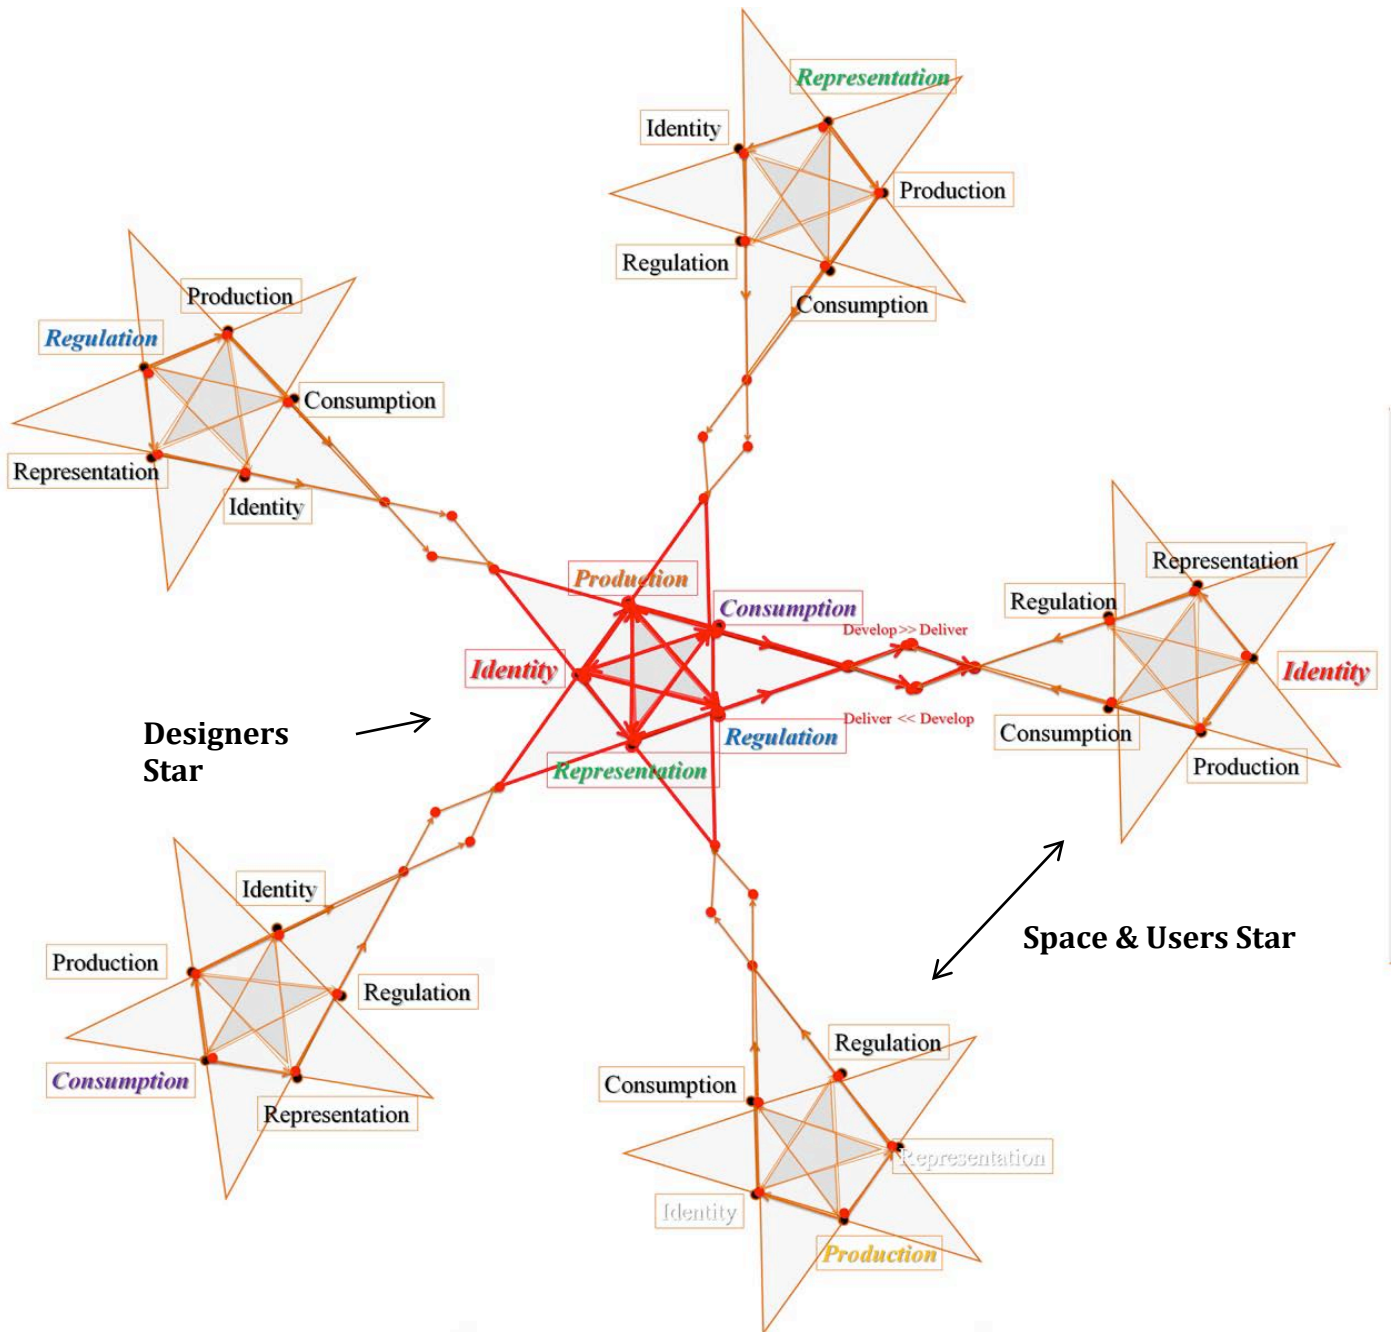 Representation
Identity
Production
Regulation
Consumption
Production
Regulation
Consumption
Representation
Identity
Representation
Regulation
Identity
Consumption
Production
Production
Consumption
Develop>> Deliver
Identity
Deliver << Develop
Regulation
Representation
Designers
Star
Identity
Production
Regulation
Consumption
Representation
Space & Users Star
Regulation
Consumption
Representation
Identity
Production